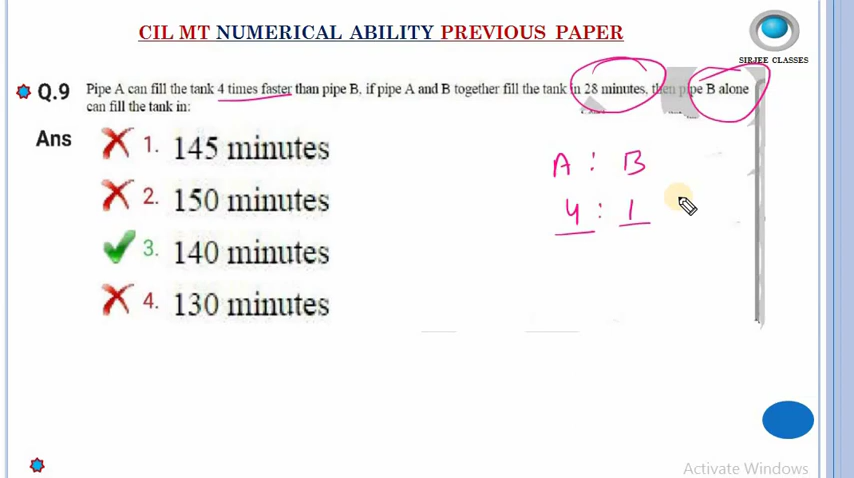 CIL MT NUMERICAL ABILITY PREVIOUS PAPER
SIRJEE CLASSES
Q.9 Pipe A can fill the tank 4 times faster than pipe B, if pipe A and B together fill the tank in 28 minutes, then pipe B alone
can fill the tank in:
Ans
1. 145 minutes
2. 150 minutes
3. 140 minutes
4. 130 minutes
A : B
4 : 1
Activate Windows